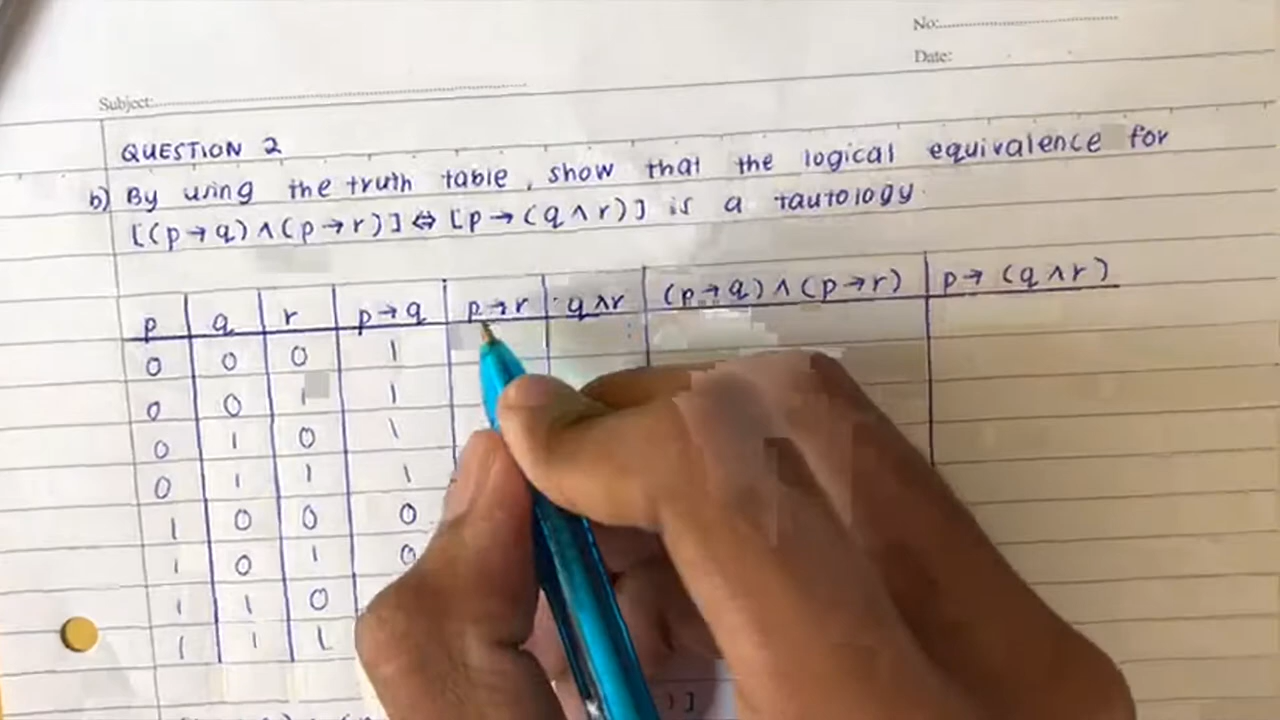 No:
Date:
Subject:
QUESTION 2
b) By using the truth table, show that the logical equivalence for
[(p→q)∧(p→r)]⇔[p→(q∧r)] is a tautology.
p q r p→q p→r q∧r (p→q)∧(p→r) p→(q∧r)
0 0 0 1
0 0 1 1
0 1 0 1
0 1 1 1
1 0 0 0
1 0 1 0
1 1 0
1 1 1
)]